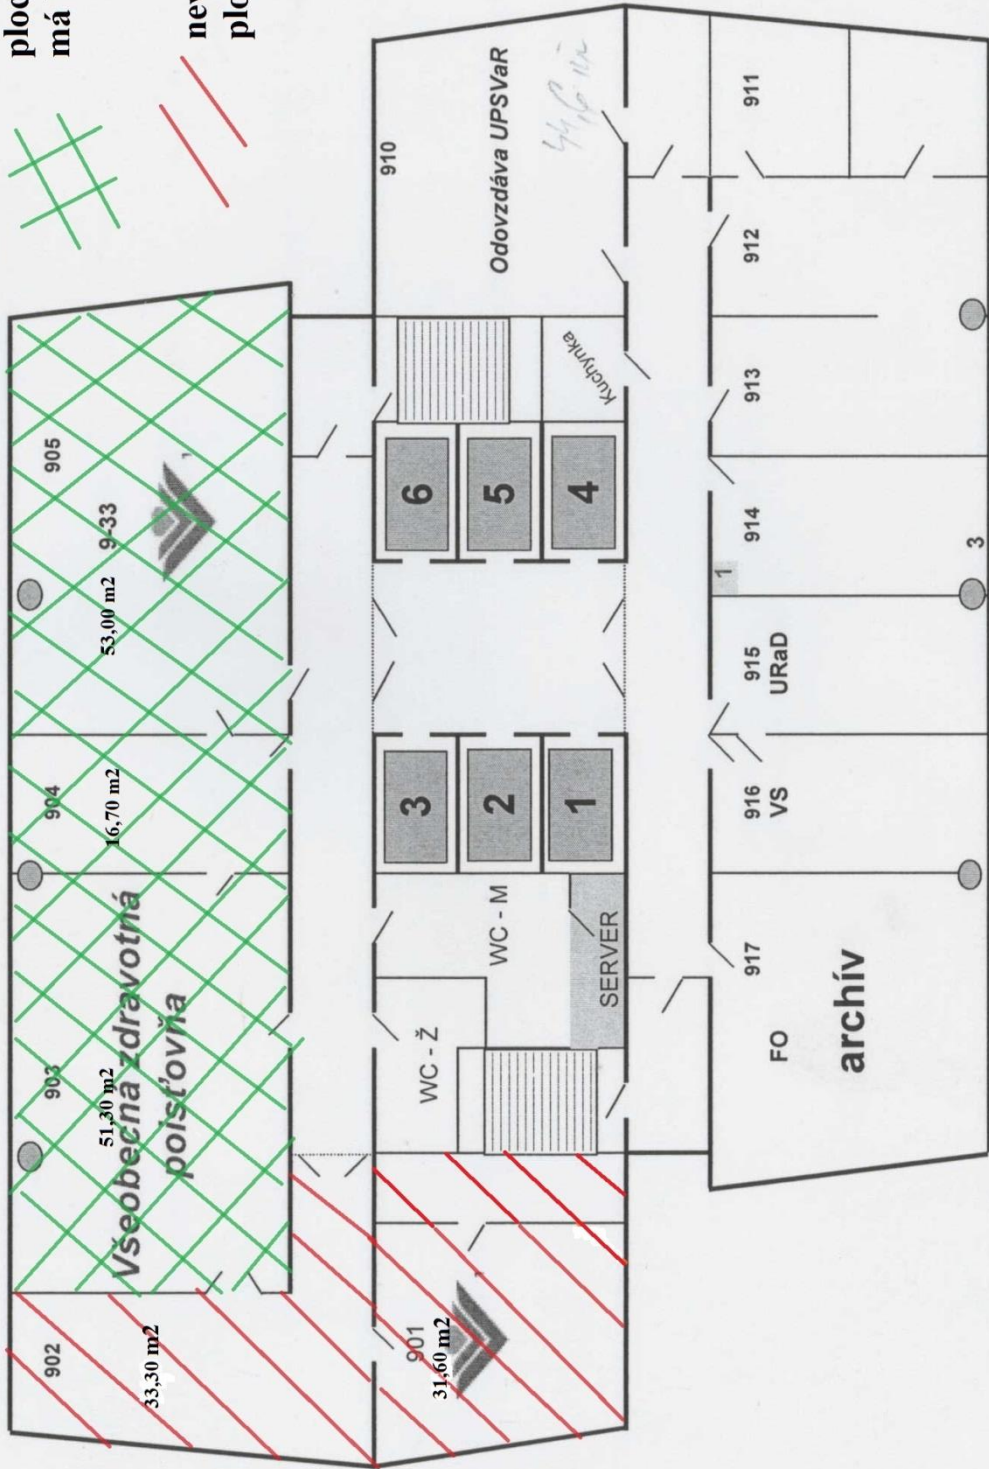 ploc
má
nev
plo
902
33,30 m2
901
31,60 m2
903
51,30 m2
Všeobecná zdravotná
poisťovňa
904
16,70 m2
905
9-33
53,00 m2
WC - Ž
WC - M
SERVER
3
2
1
6
5
4
Kuchynka
910
Odovzdáva UPSVaR
917
FO
archív
916
VS
915
URaD
1
914
3
913
912
911